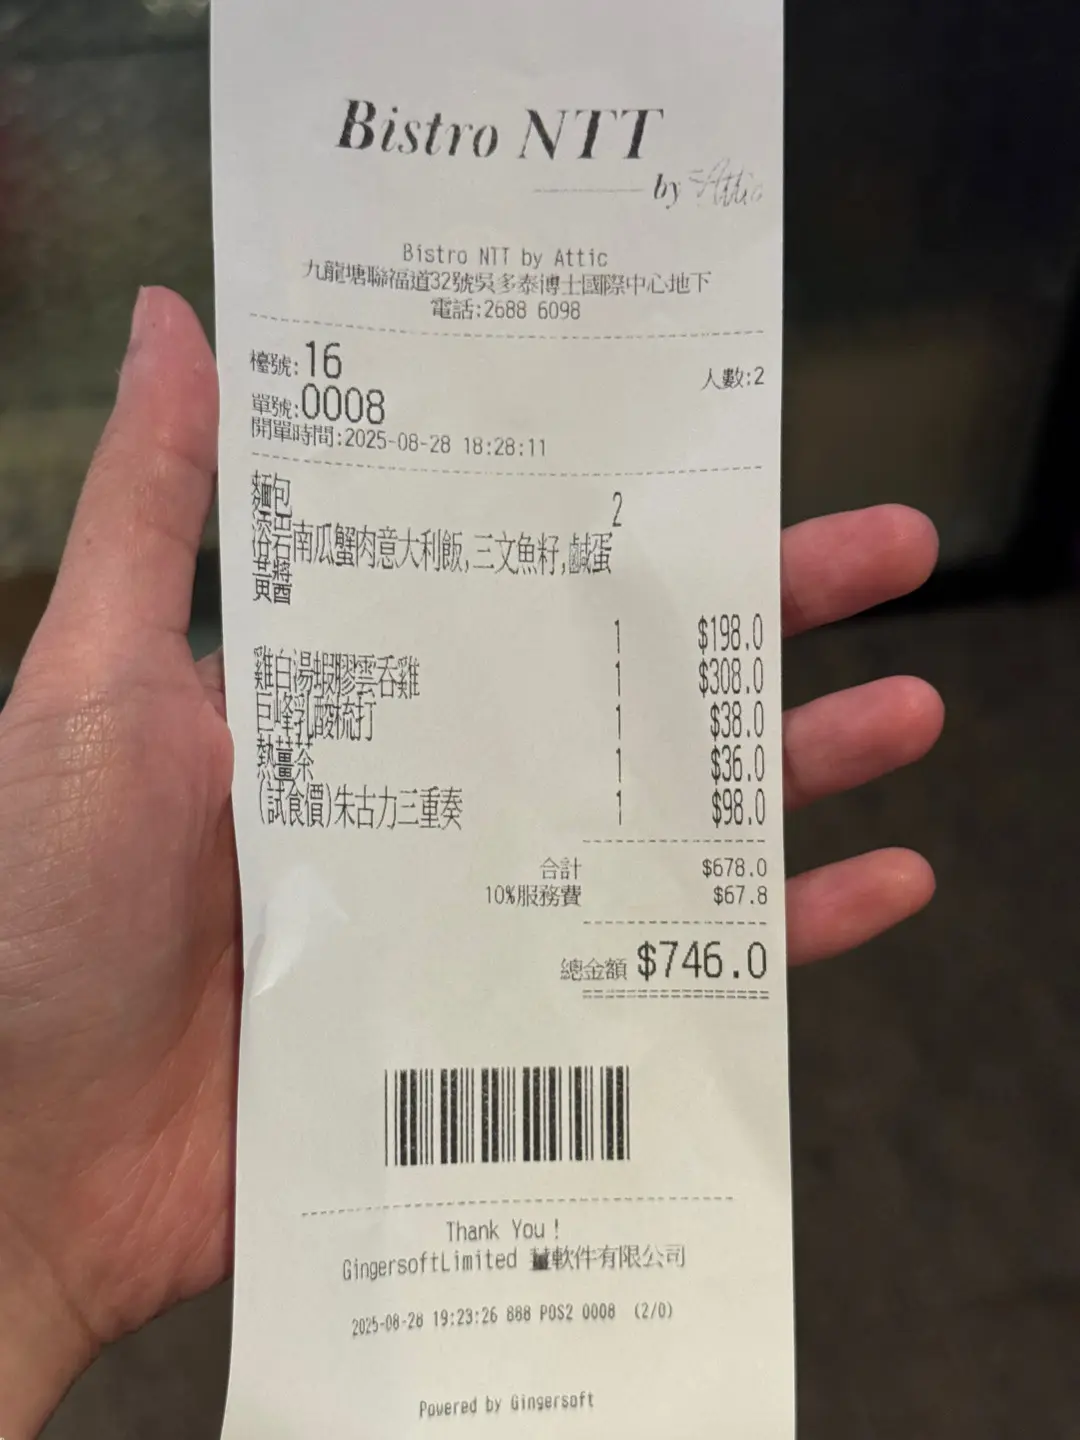 Bistro NTT
by Attic
Bistro NTT by Attic
九龍塘聯福道32號吳多泰博士國際中心地下
電話:2688 6098
檯號:16
人數:2
單號:0008
開單時間:2025-08-28 18:28:11
麵包 2
溶岩南瓜蟹肉意大利飯,三文魚籽,鹹蛋
黃醬
1 $198.0
雞白湯蝦膠雲吞雞 1 $308.0
巨峰乳酸梳打 1 $38.0
熱薑茶 1 $36.0
(試食價)朱古力三重奏 1 $98.0
合計 $678.0
10%服務費 $67.8
總金額 $746.0
Thank You !
GingersoftLimited 薑軟件有限公司
2025-08-28 19:23:26 888 POS2 0008 (2/0)
Powered by Gingersoft